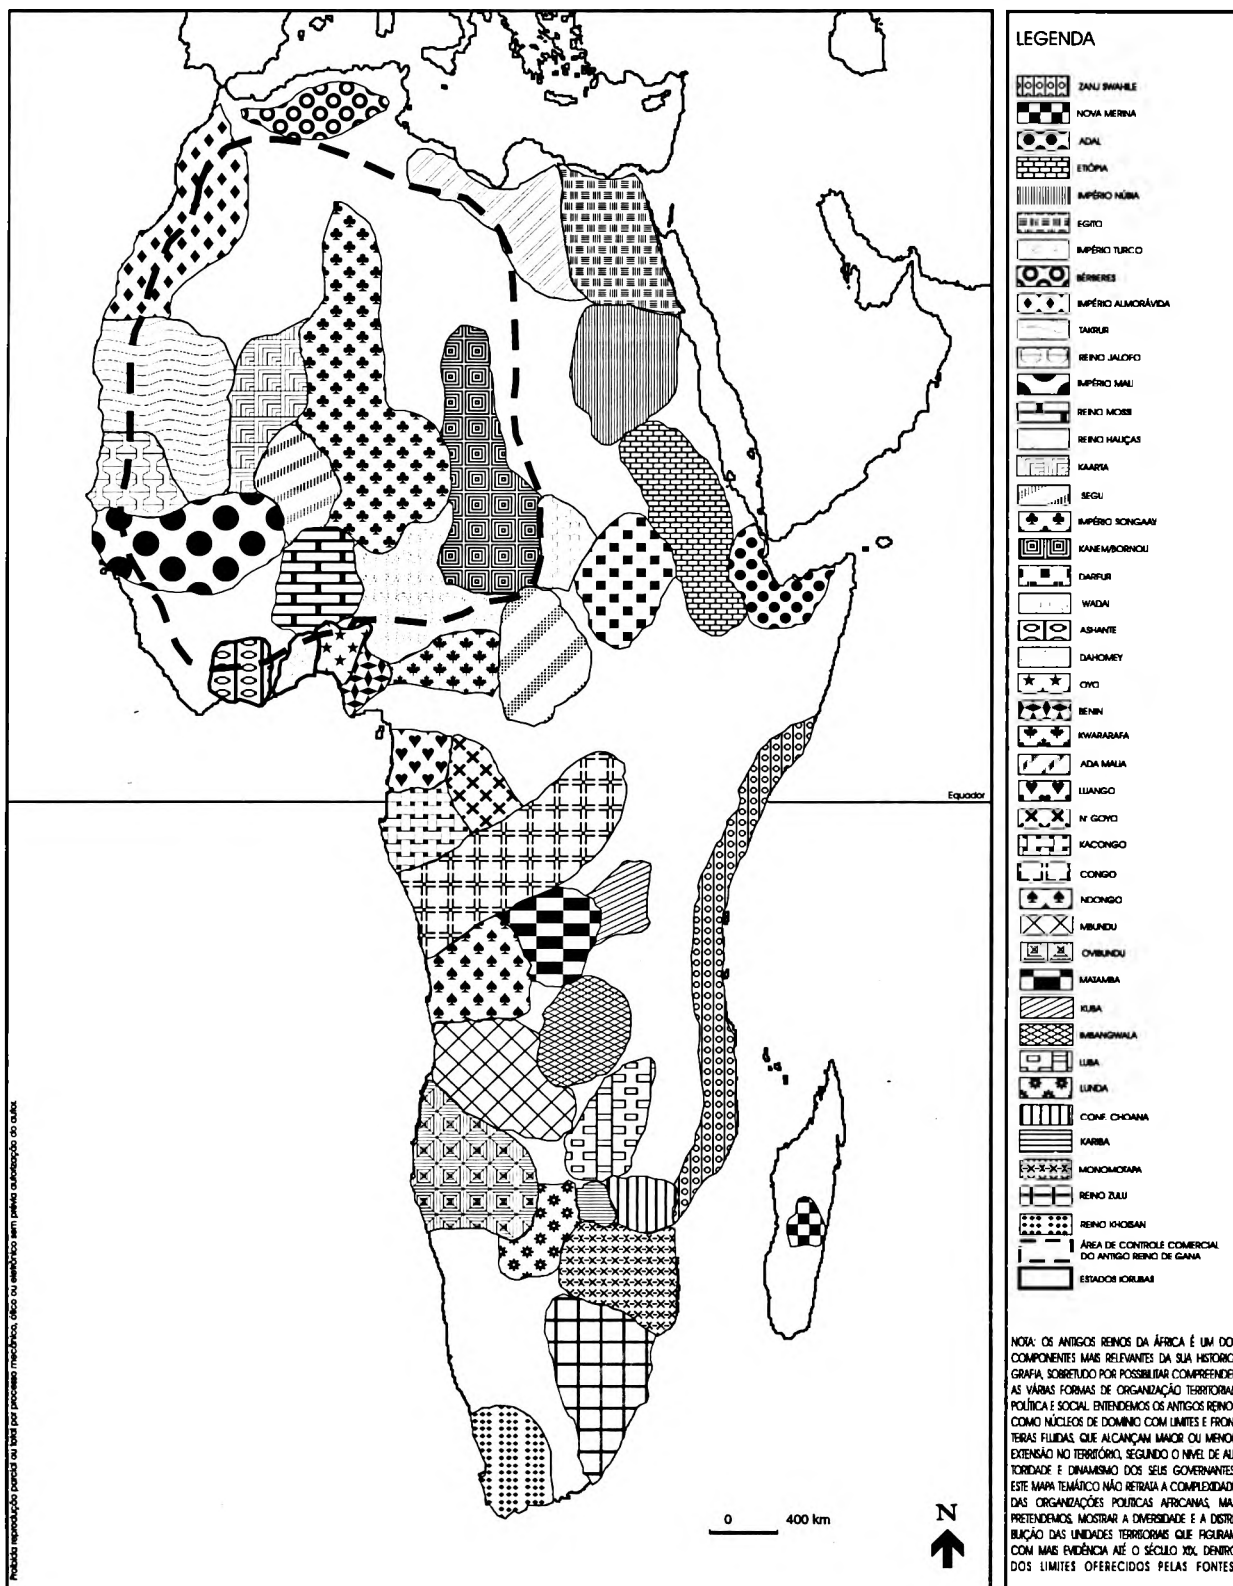 LEGENDA
ZANJ SWAHILE
NOVA MERINA
ADAL
ETIÓPIA
IMPÉRIO NÚBIA
EGITO
IMPÉRIO TURCO
BÉRBERES
IMPÉRIO ALMORÁVIDA
TAKRUR
REINO JALOFO
IMPÉRIO MALI
REINO MOSSI
REINO HAUÇAS
KAARTA
SEGU
IMPÉRIO SONGAAY
KANEM/BORNOU
DARFUR
WADAI
ASHANTE
DAHOMEY
OYO
BENIN
KWARARAFA
ADA MAUA
LUANGO
N' GOYO
KACONGO
CONGO
NDONGO
MBUNDU
OVIBUNDU
MATAMBA
KUBA
IMBANGWALA
LUBA
LUNDA
CONF. CHOANA
KARIBA
MONOMOTAPA
REINO ZULU
REINO KHOISAN
ÁREA DE CONTROLE COMERCIAL
DO ANTIGO REINO DE GANA
ESTADOS IORUBAS
NOTA: OS ANTIGOS REINOS DA ÁFRICA É UM DO
COMPONENTES MAIS RELEVANTES DA SUA HISTORIO
GRAFIA, SOBRETUDO POR POSSIBILITAR COMPREENDE
AS VÁRIAS FORMAS DE ORGANIZAÇÃO TERRITORIA
POLÍTICA E SOCIAL. ENTENDEMOS OS ANTIGOS REINO
COMO NÚCLEOS DE DOMÍNIO COM LIMITES E FRON
TEIRAS FLUIDAS, QUE ALCANÇAM MAIOR OU MENO
EXTENSÃO NO TERRITÓRIO, SEGUNDO O NÍVEL DE AU
TORIDADE E DINAMISMO DOS SEUS GOVERNANTES
ESTE MAPA TEMÁTICO NÃO RETRATA A COMPLEXIDAD
DAS ORGANIZAÇÕES POLÍTICAS AFRICANAS, MA
PRETENDEMOS, MOSTRAR A DIVERSIDADE E A DISTRI
BUIÇÃO DAS UNIDADES TERRITORIAIS QUE FIGURAM
COM MAIS EVIDÊNCIA ATÉ O SÉCULO XIX, DENTRO
DOS LIMITES OFERECIDOS PELAS FONTES
Equador
N
0 400 km
Proibida reprodução parcial ou total por processo mecânico, ótico ou eletrônico sem prévia autorização do autor.